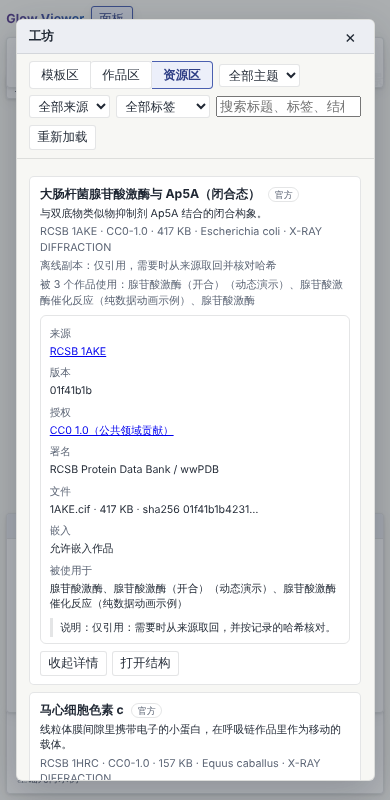 Glow Viewer 面板
工坊 ×
模板区 作品区 资源区 全部主题
全部来源 全部标签 搜索标题、标签、结
重新加载
大肠杆菌腺苷酸激酶与 Ap5A（闭合态） 官方
与双底物类似物抑制剂 Ap5A 结合的闭合构象。
RCSB 1AKE · CC0-1.0 · 417 KB · Escherichia coli · X-RAY
DIFFRACTION
离线副本：仅引用，需要时从来源取回并核对哈希
被 3 个作品使用：腺苷酸激酶（开合）（动态演示）、腺苷酸激
酶催化反应（纯数据动画示例）、腺苷酸激酶
来源
RCSB 1AKE
版本
01f41b1b
授权
CC0 1.0（公共领域贡献）
署名
RCSB Protein Data Bank / wwPDB
文件
1AKE.cif · 417 KB · sha256 01f41b1b4231…
嵌入
允许嵌入作品
被使用于
腺苷酸激酶、腺苷酸激酶（开合）（动态演示）、腺苷酸激酶
催化反应（纯数据动画示例）
说明：仅引用：需要时从来源取回，并按记录的哈希核对。
收起详情 打开结构
马心细胞色素 c 官方
线粒体膜间隙里携带电子的小蛋白，在呼吸链作品里作为移动的
载体。
RCSB 1HRC · CC0-1.0 · 157 KB · Equus caballus · X-RAY
DIFFRACTION